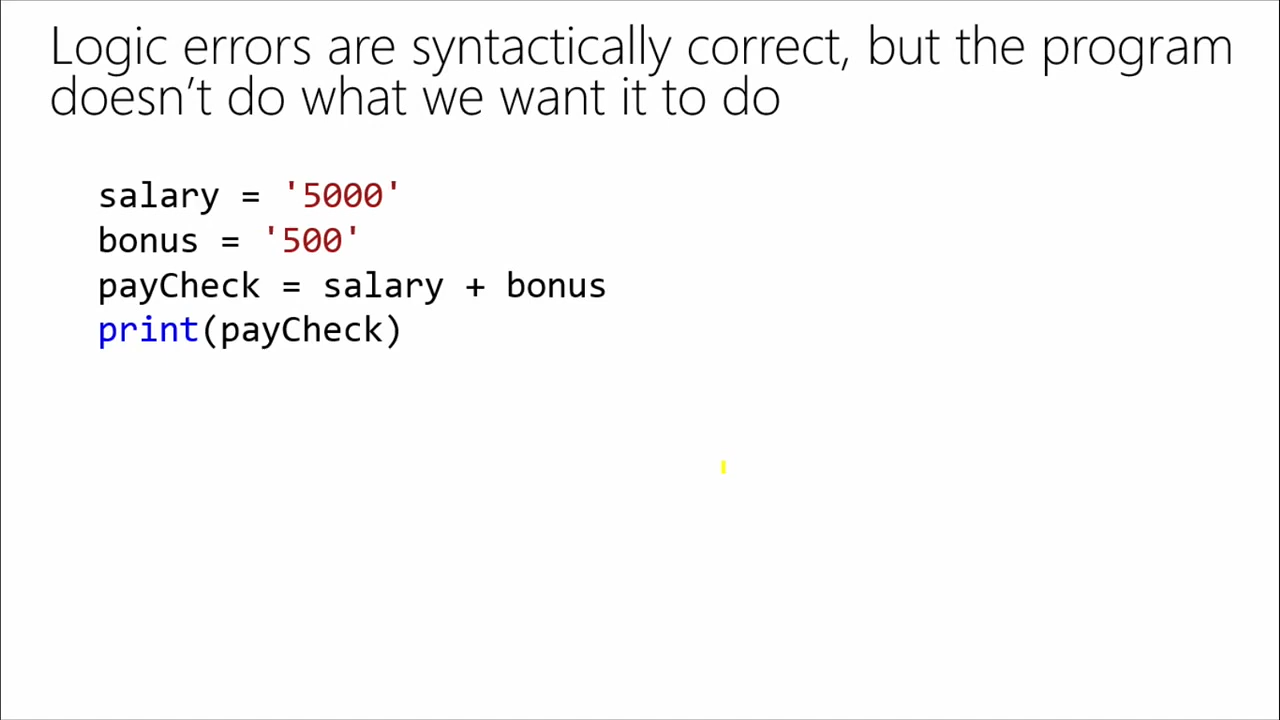 Logic errors are syntactically correct, but the program
doesn’t do what we want it to do
salary = '5000'
bonus = '500'
payCheck = salary + bonus
print(payCheck)